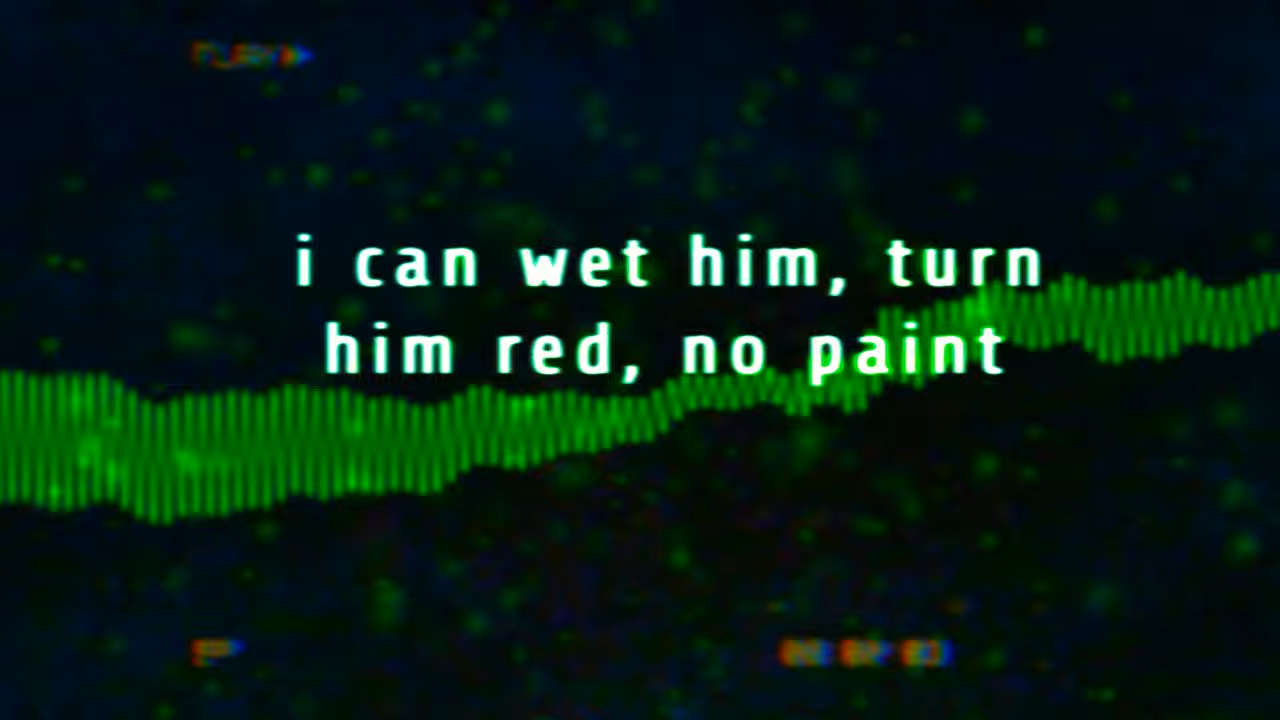 i can wet him, turn
him red, no paint